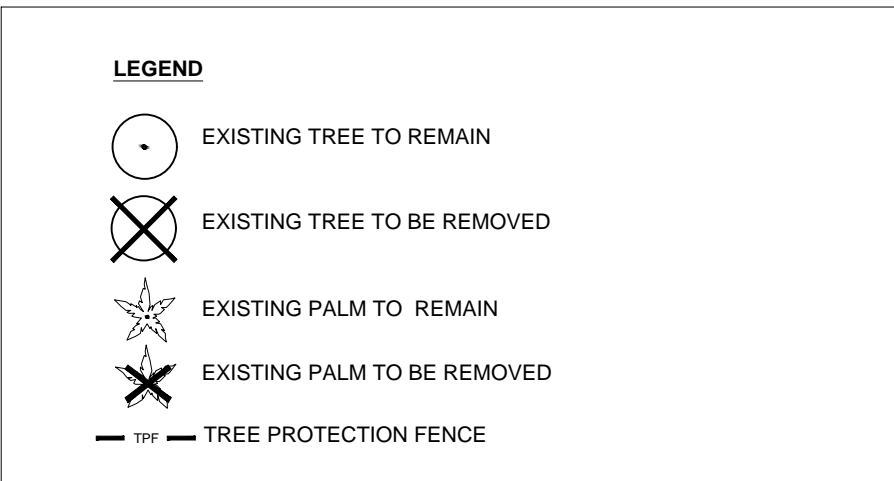 LEGEND
EXISTING TREE TO REMAIN
EXISTING TREE TO BE REMOVED
EXISTING PALM TO  REMAIN
EXISTING PALM TO BE REMOVED
TPF TREE PROTECTION FENCE